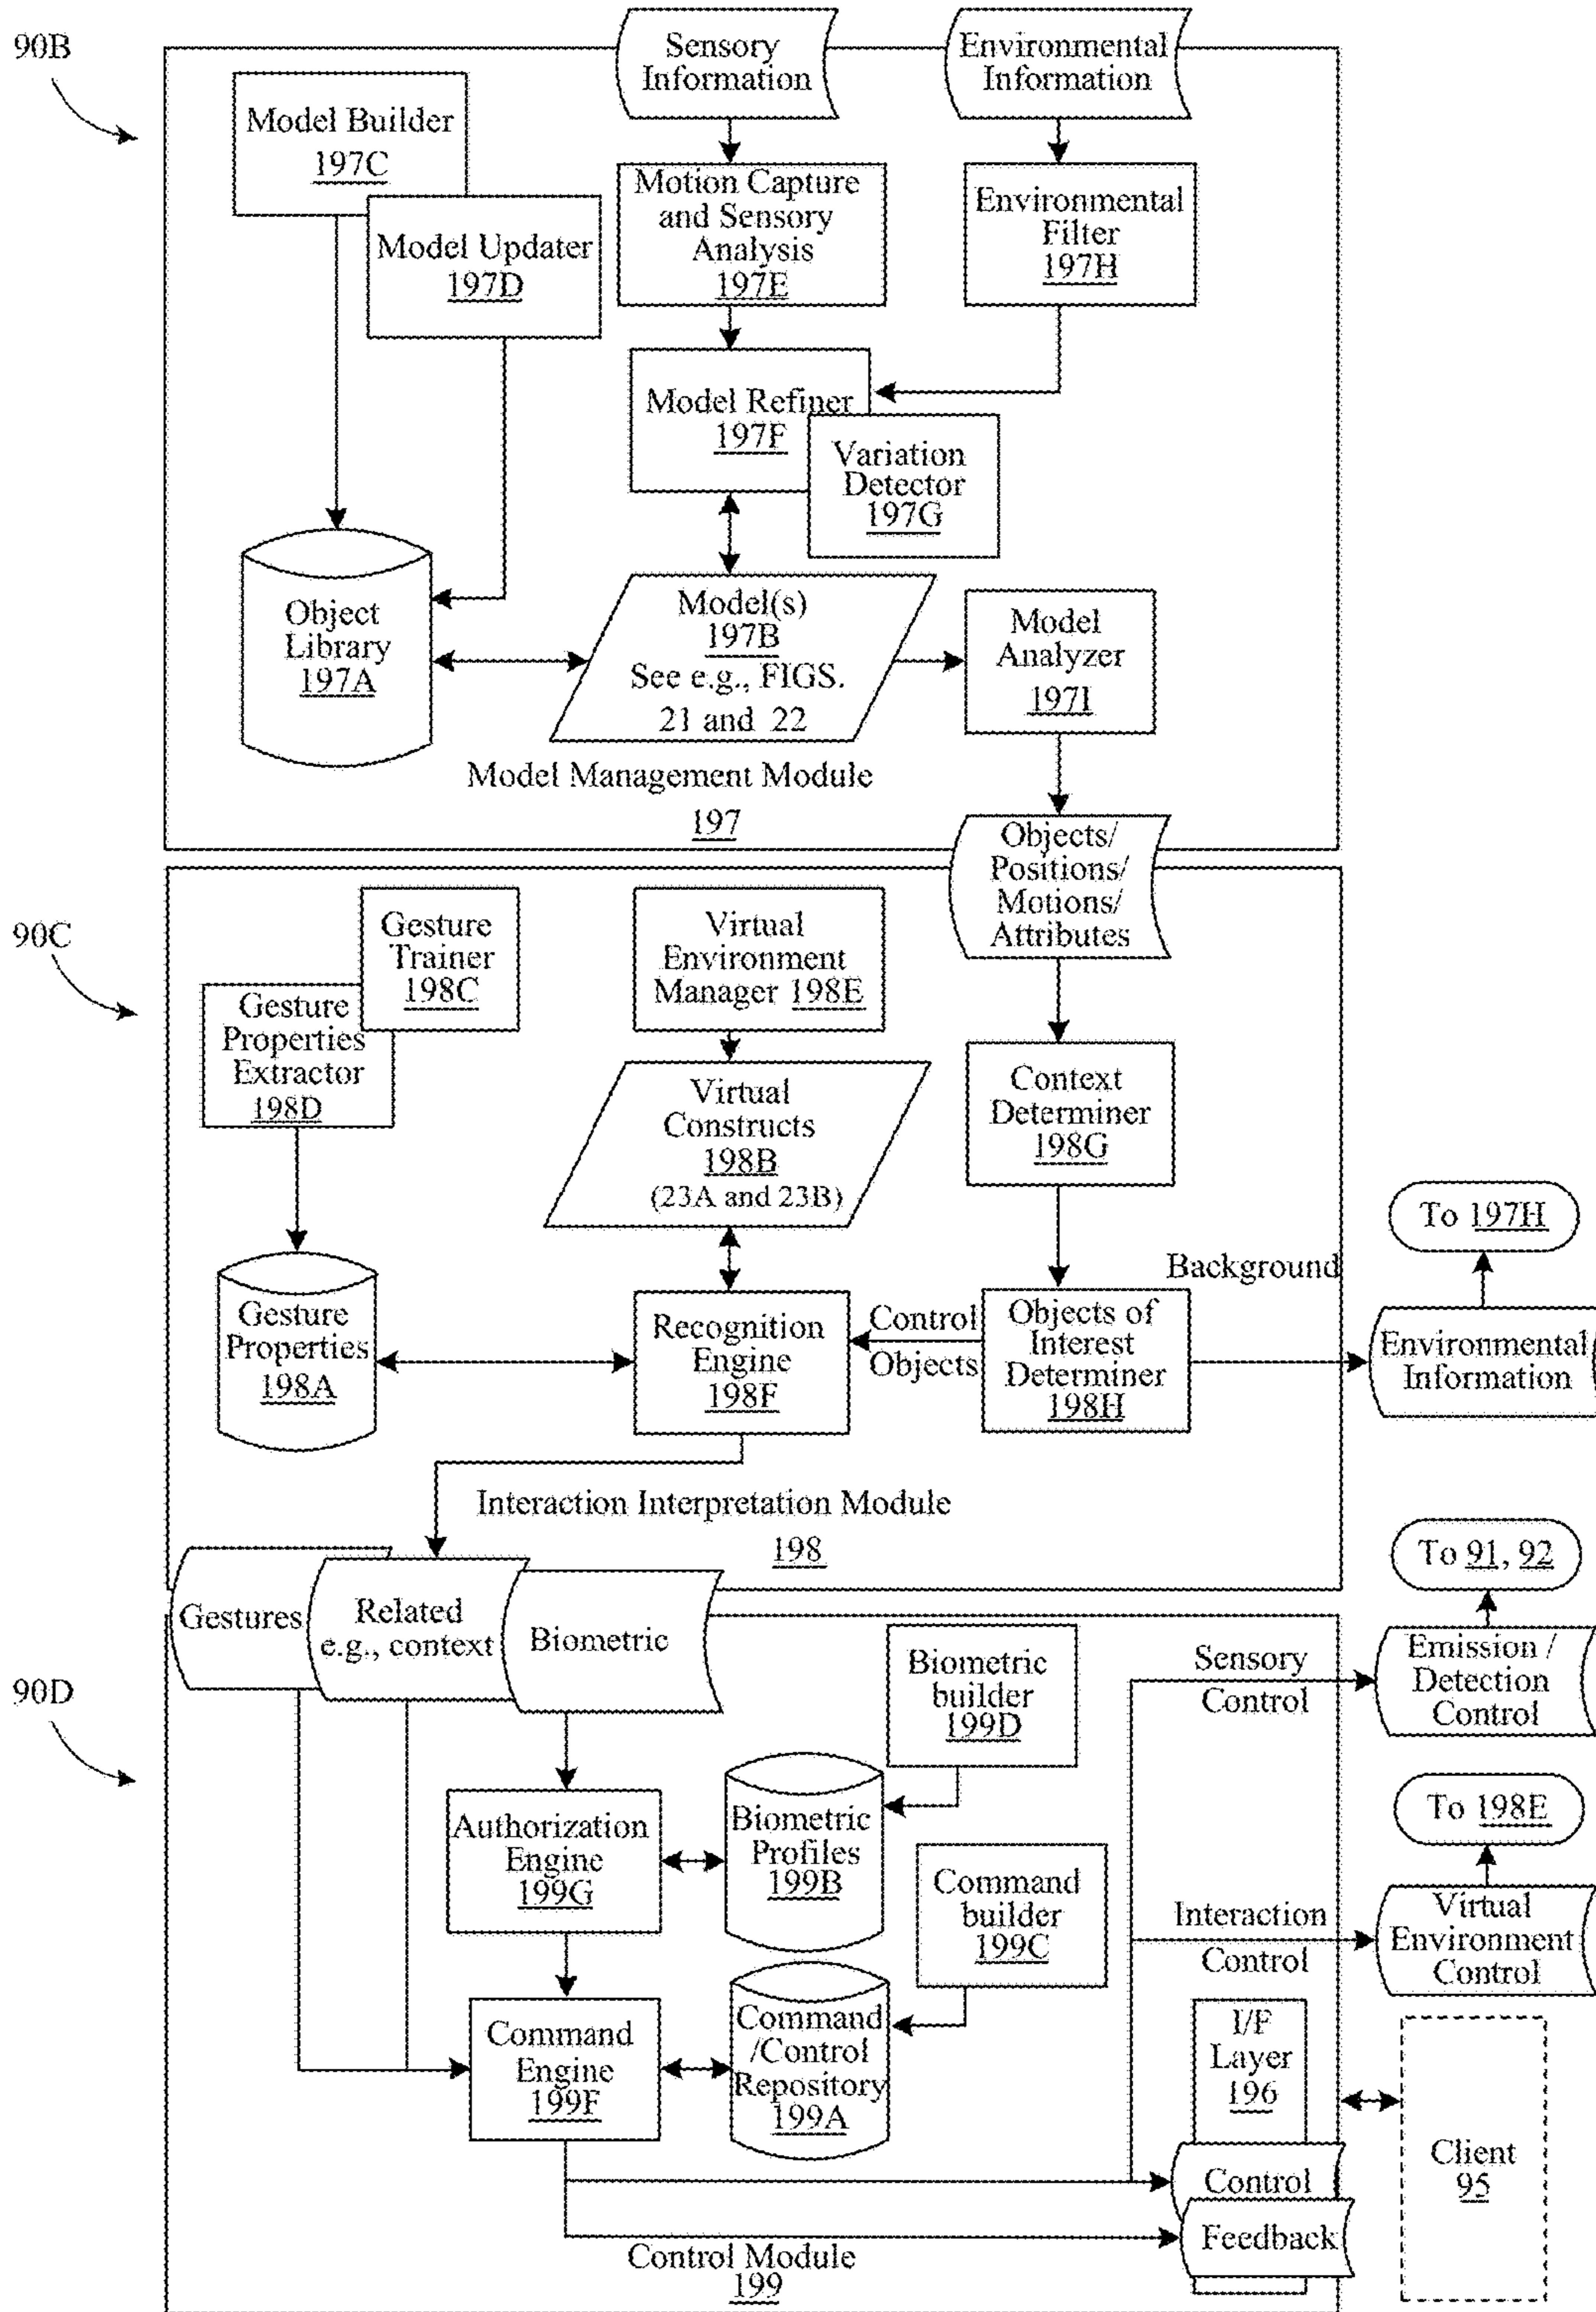 90B
Sensory
Information
Environmental
Information
Model Builder
197C
Model Updater
197D
Motion Capture
and Sensory
Analysis
197E
Environmental
Filter
197H
Model Refiner
197F
Variation
Detector
197G
Object
Library
197A
Model(s)
197B
See e.g., FIGS.
21 and 22
Model
Analyzer
197I
Model Management Module
197
Objects/
Positions/
Motions/
Attributes
90C
Gesture
Trainer
198C
Gesture
Properties
Extractor
198D
Virtual
Environment
Manager 198E
Virtual
Constructs
198B
(23A and 23B)
Context
Determiner
198G
To 197H
Background
Gesture
Properties
198A
Recognition
Engine
198F
Control
Objects
Objects of
Interest
Determiner
198H
Environmental
Information
Interaction Interpretation Module
198
To 91, 92
Gestures
Related
e.g., context
Biometric
90D
Biometric
builder
199D
Sensory
Control
Emission /
Detection
Control
To 198E
Authorization
Engine
199G
Biometric
Profiles
199B
Command
builder
199C
Interaction
Control
Virtual
Environment
Control
Command
Engine
199F
Command
/Control
Repository
199A
I/F
Layer
196
Client
95
Control
Feedback
Control Module
199